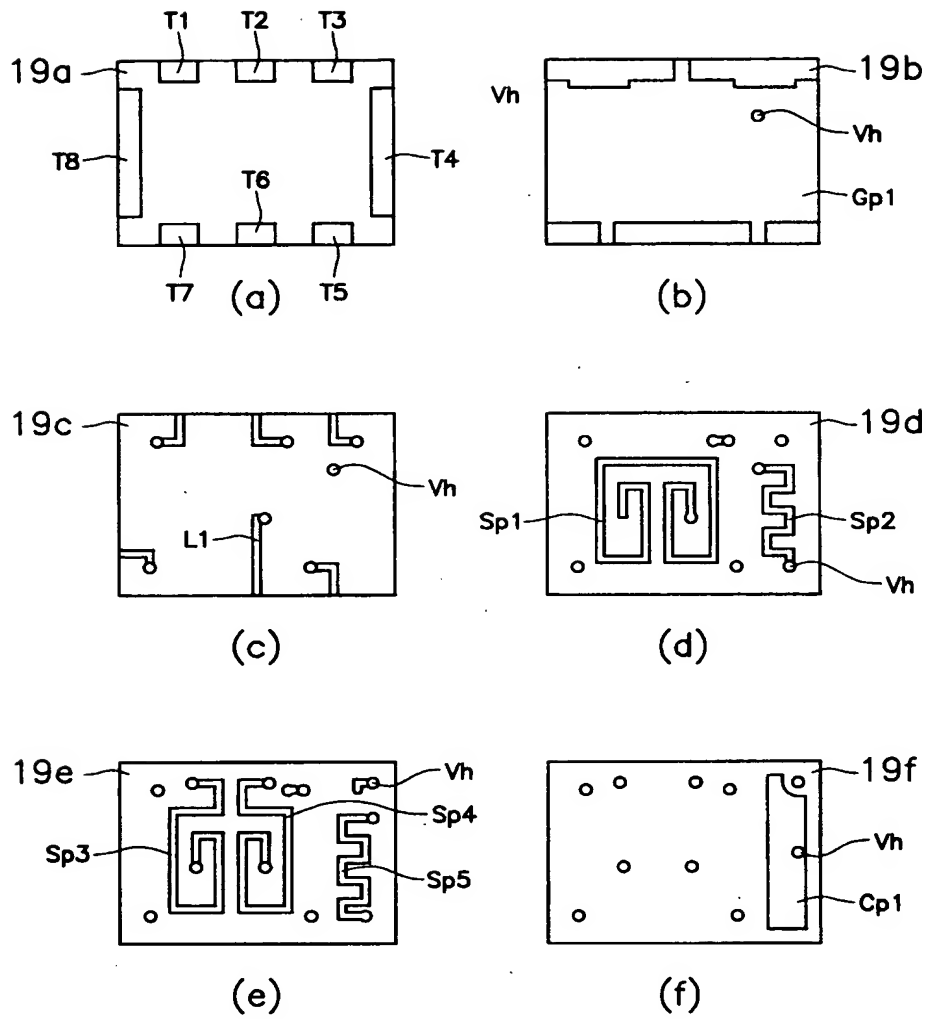 T1 T2 T3
19a
T8 T4
T6
T7 T5
(a)
19b
Vh
Vh
Gp1
(b)
19c
Vh
L1
(c)
19d
Sp1 Sp2
Vh
(d)
19e
Vh
Sp4
Sp3
Sp5
(e)
19f
Vh
Cp1
(f)